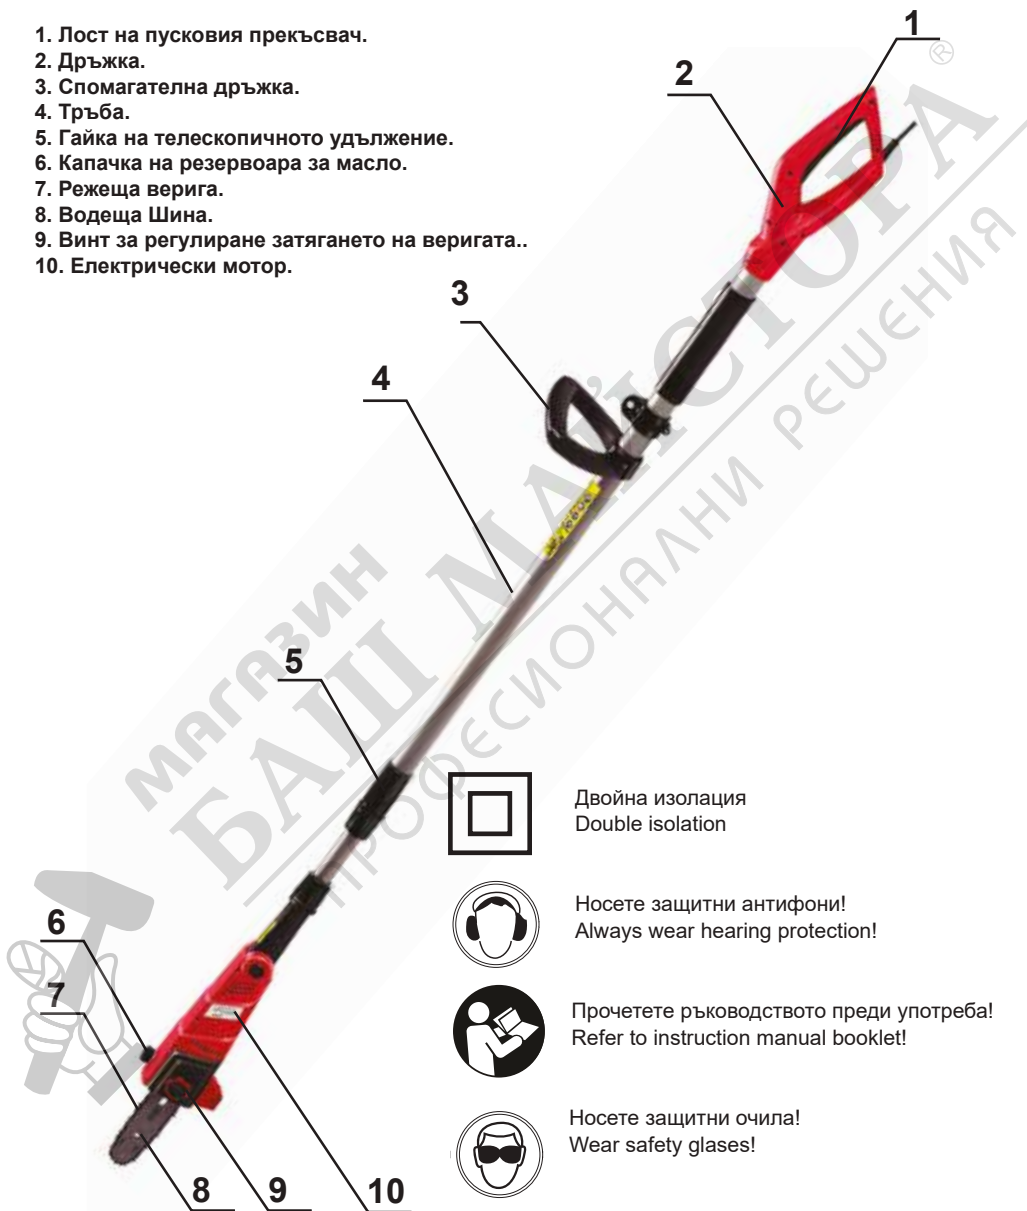 1. Лост на пусковия прекъсвач.
2. Дръжка.
3. Спомагателна дръжка.
4. Тръба.
5. Гайка на телескопичното удължение.
6. Капачка на резервоара за масло.
7. Режеща верига.
8. Водеща Шина.
9. Винт за регулиране затягането на веригата..
10. Електрически мотор.
1
2
3
4
5
6
7
8
9
10
®
МАГАЗИН
БАШ МАЙСТОРА
ПРОФЕСИОНАЛНИ РЕШЕНИЯ
Двойна изолация
Double isolation
Носете защитни антифони!
Always wear hearing protection!
Прочетете ръководството преди употреба!
Refer to instruction manual booklet!
Носете защитни очила!
Wear safety glases!